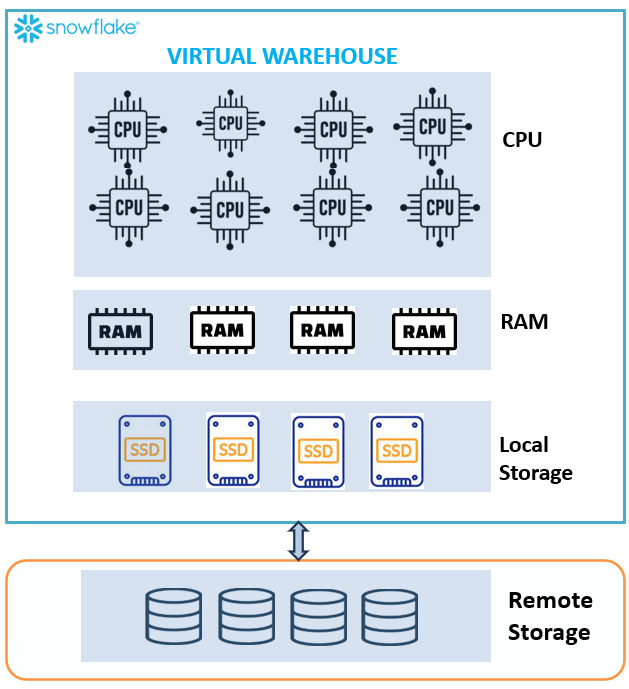 snowflake®
VIRTUAL WAREHOUSE
CPU CPU CPU CPU
CPU CPU CPU CPU
CPU
RAM RAM RAM RAM
RAM
SSD SSD SSD SSD
Local
Storage
Remote
Storage